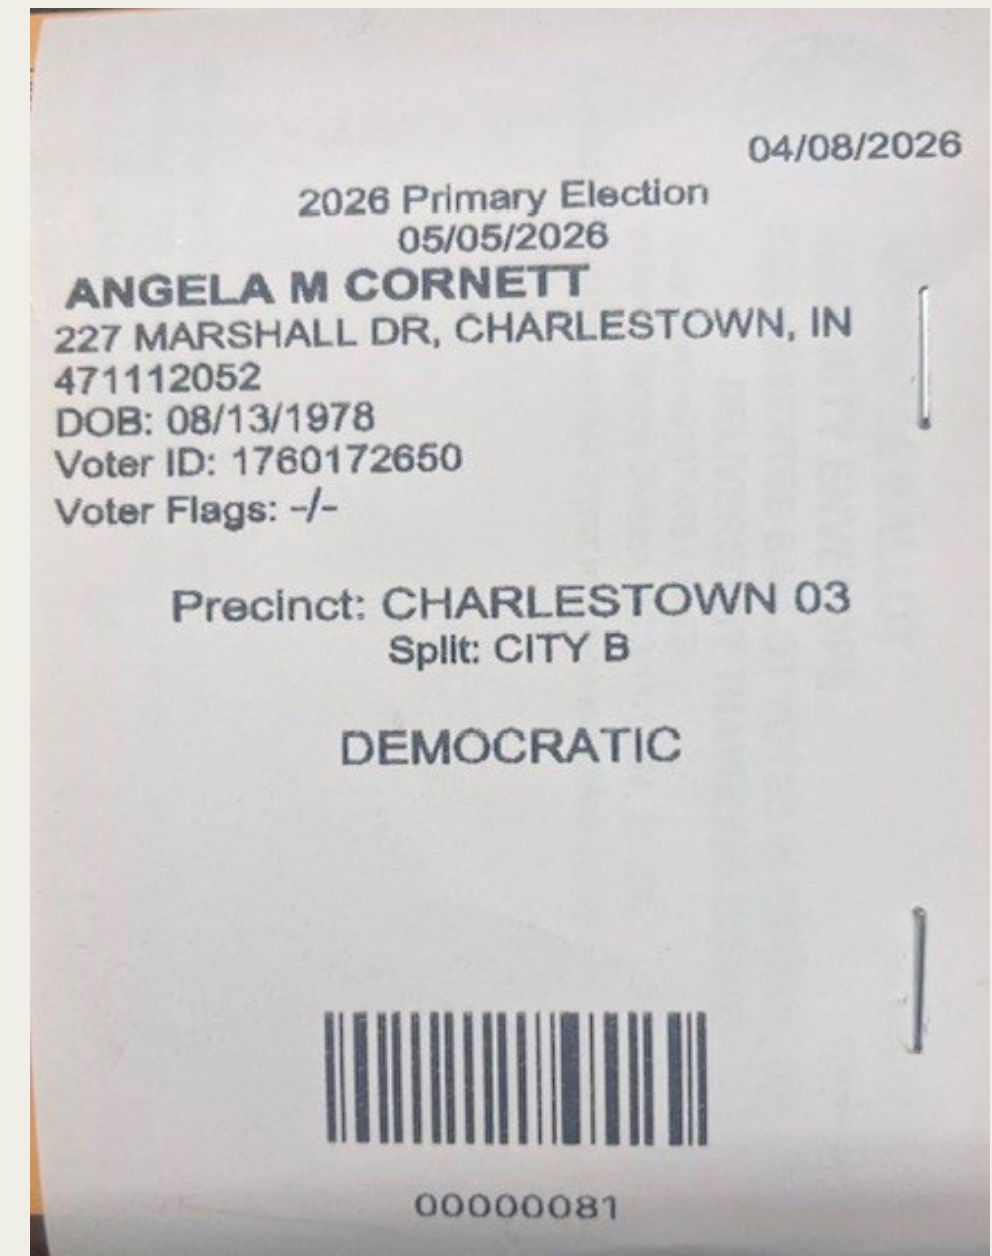 04/08/2026
2026 Primary Election
05/05/2026
ANGELA M CORNETT
227 MARSHALL DR, CHARLESTOWN, IN
471112052
DOB: 08/13/1978
Voter ID: 1760172650
Voter Flags: -/-
Precinct: CHARLESTOWN 03
Split: CITY B
DEMOCRATIC
00000081